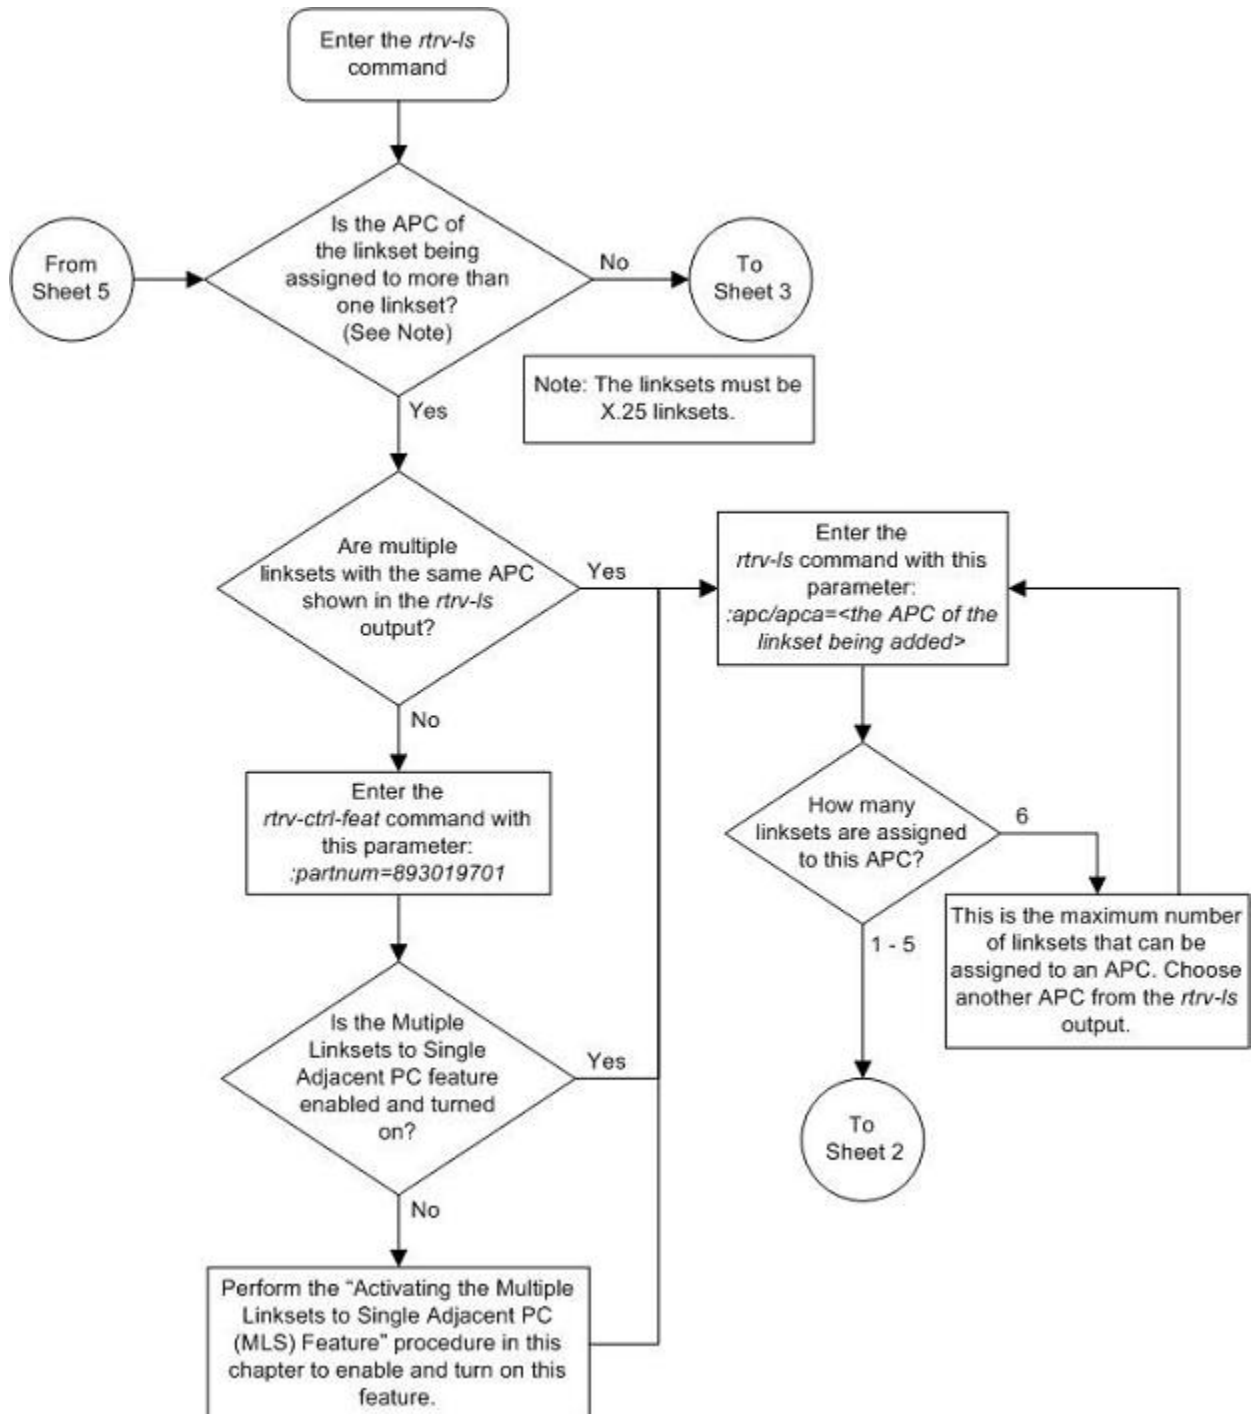 Enter the rtrv-ls
command
From
Sheet 5
Is the APC of
the linkset being
assigned to more than
one linkset?
(See Note)
No
To
Sheet 3
Note: The linksets must be
X.25 linksets.
Yes
Are multiple
linksets with the same APC
shown in the rtrv-ls
output?
Yes
No
Enter the
rtrv-ctrl-feat command with
this parameter:
:partnum=893019701
Is the Mutiple
Linksets to Single
Adjacent PC feature
enabled and turned
on?
Yes
No
Perform the “Activating the Multiple
Linksets to Single Adjacent PC
(MLS) Feature” procedure in this
chapter to enable and turn on this
feature.
Enter the
rtrv-ls command with this
parameter:
:apc/apca=<the APC of the
linkset being added>
How many
linksets are assigned
to this APC?
6
1 - 5
This is the maximum number
of linksets that can be
assigned to an APC. Choose
another APC from the rtrv-ls
output.
To
Sheet 2